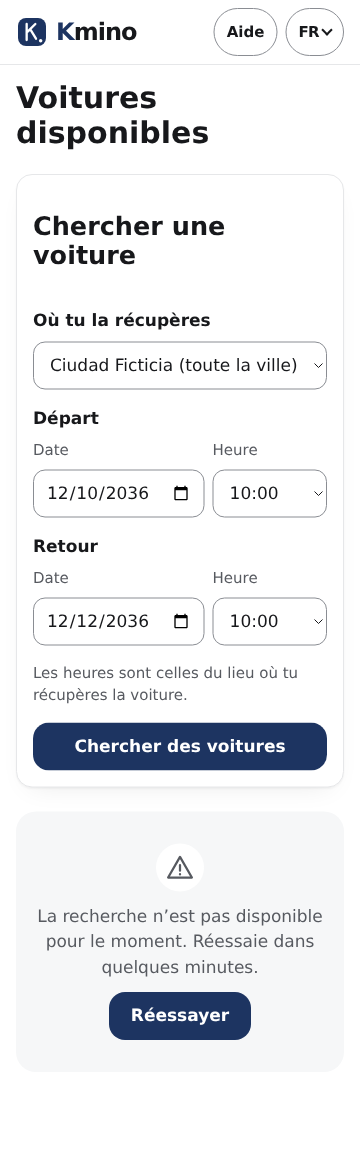 K. Kmino
Aide
FR
Voitures
disponibles
Chercher une
voiture
Où tu la récupères
Ciudad Ficticia (toute la ville)
Départ
Date
Heure
12/10/2036
10:00
Retour
Date
Heure
12/12/2036
10:00
Les heures sont celles du lieu où tu
récupères la voiture.
Chercher des voitures
La recherche n’est pas disponible
pour le moment. Réessaie dans
quelques minutes.
Réessayer